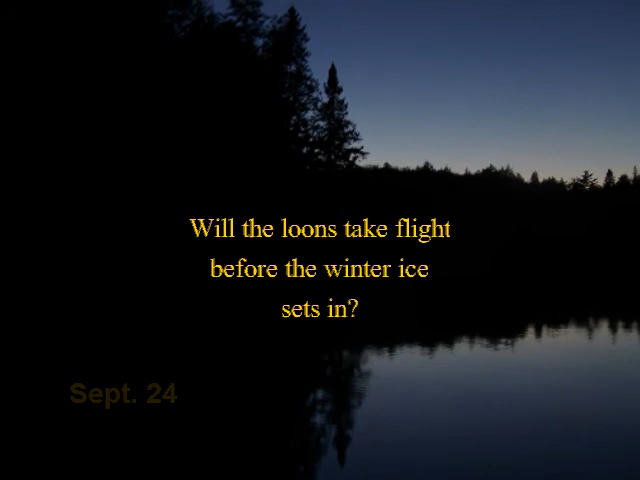 Will the loons take flight
before the winter ice
sets in?
Sept. 24